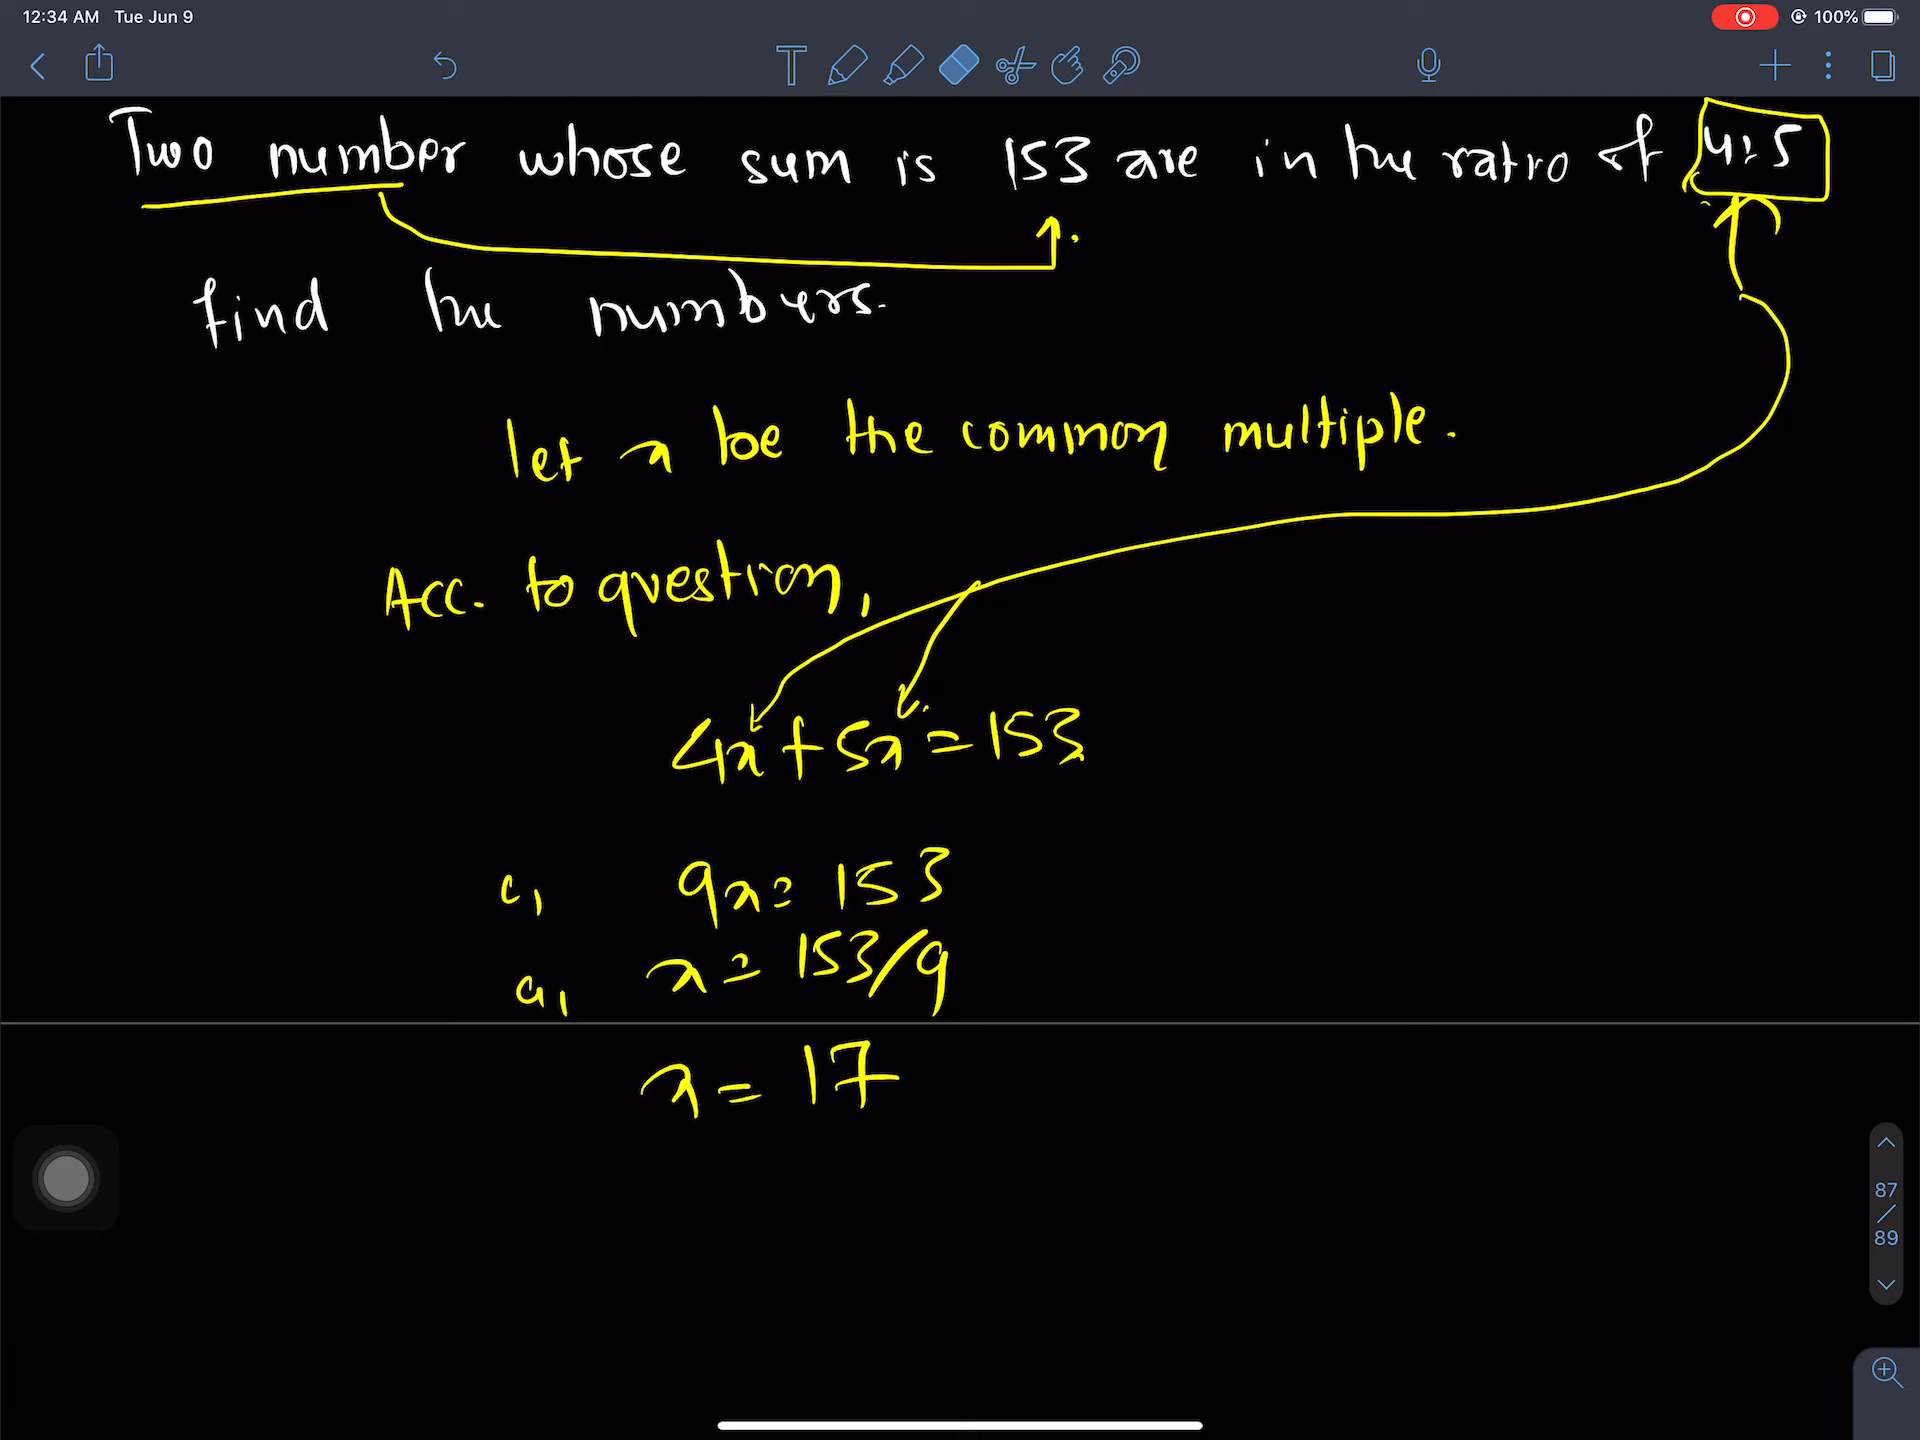 12:34 AM Tue Jun 9
100%
Two number whose sum is 153 are in the ratio of 4:5
find the numbers.
let x be the common multiple.
Acc. to question,
4x + 5x = 153
9x = 153
x = 153/9
x = 17
87
/
89